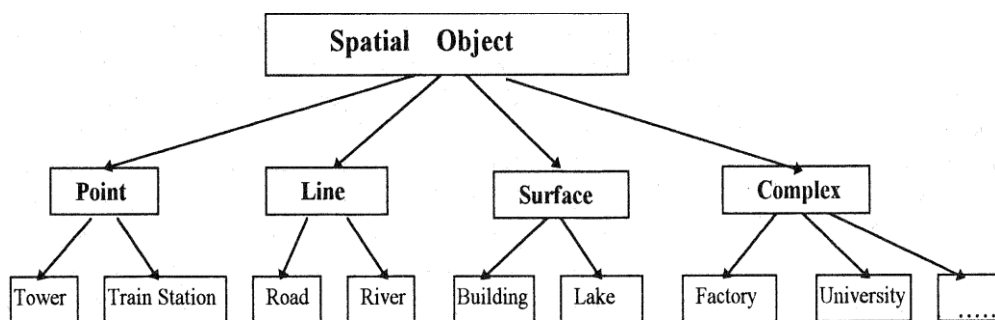 Spatial Object
Point
Line
Surface
Complex
Tower
Train Station
Road
River
Building
Lake
Factory
University
.....